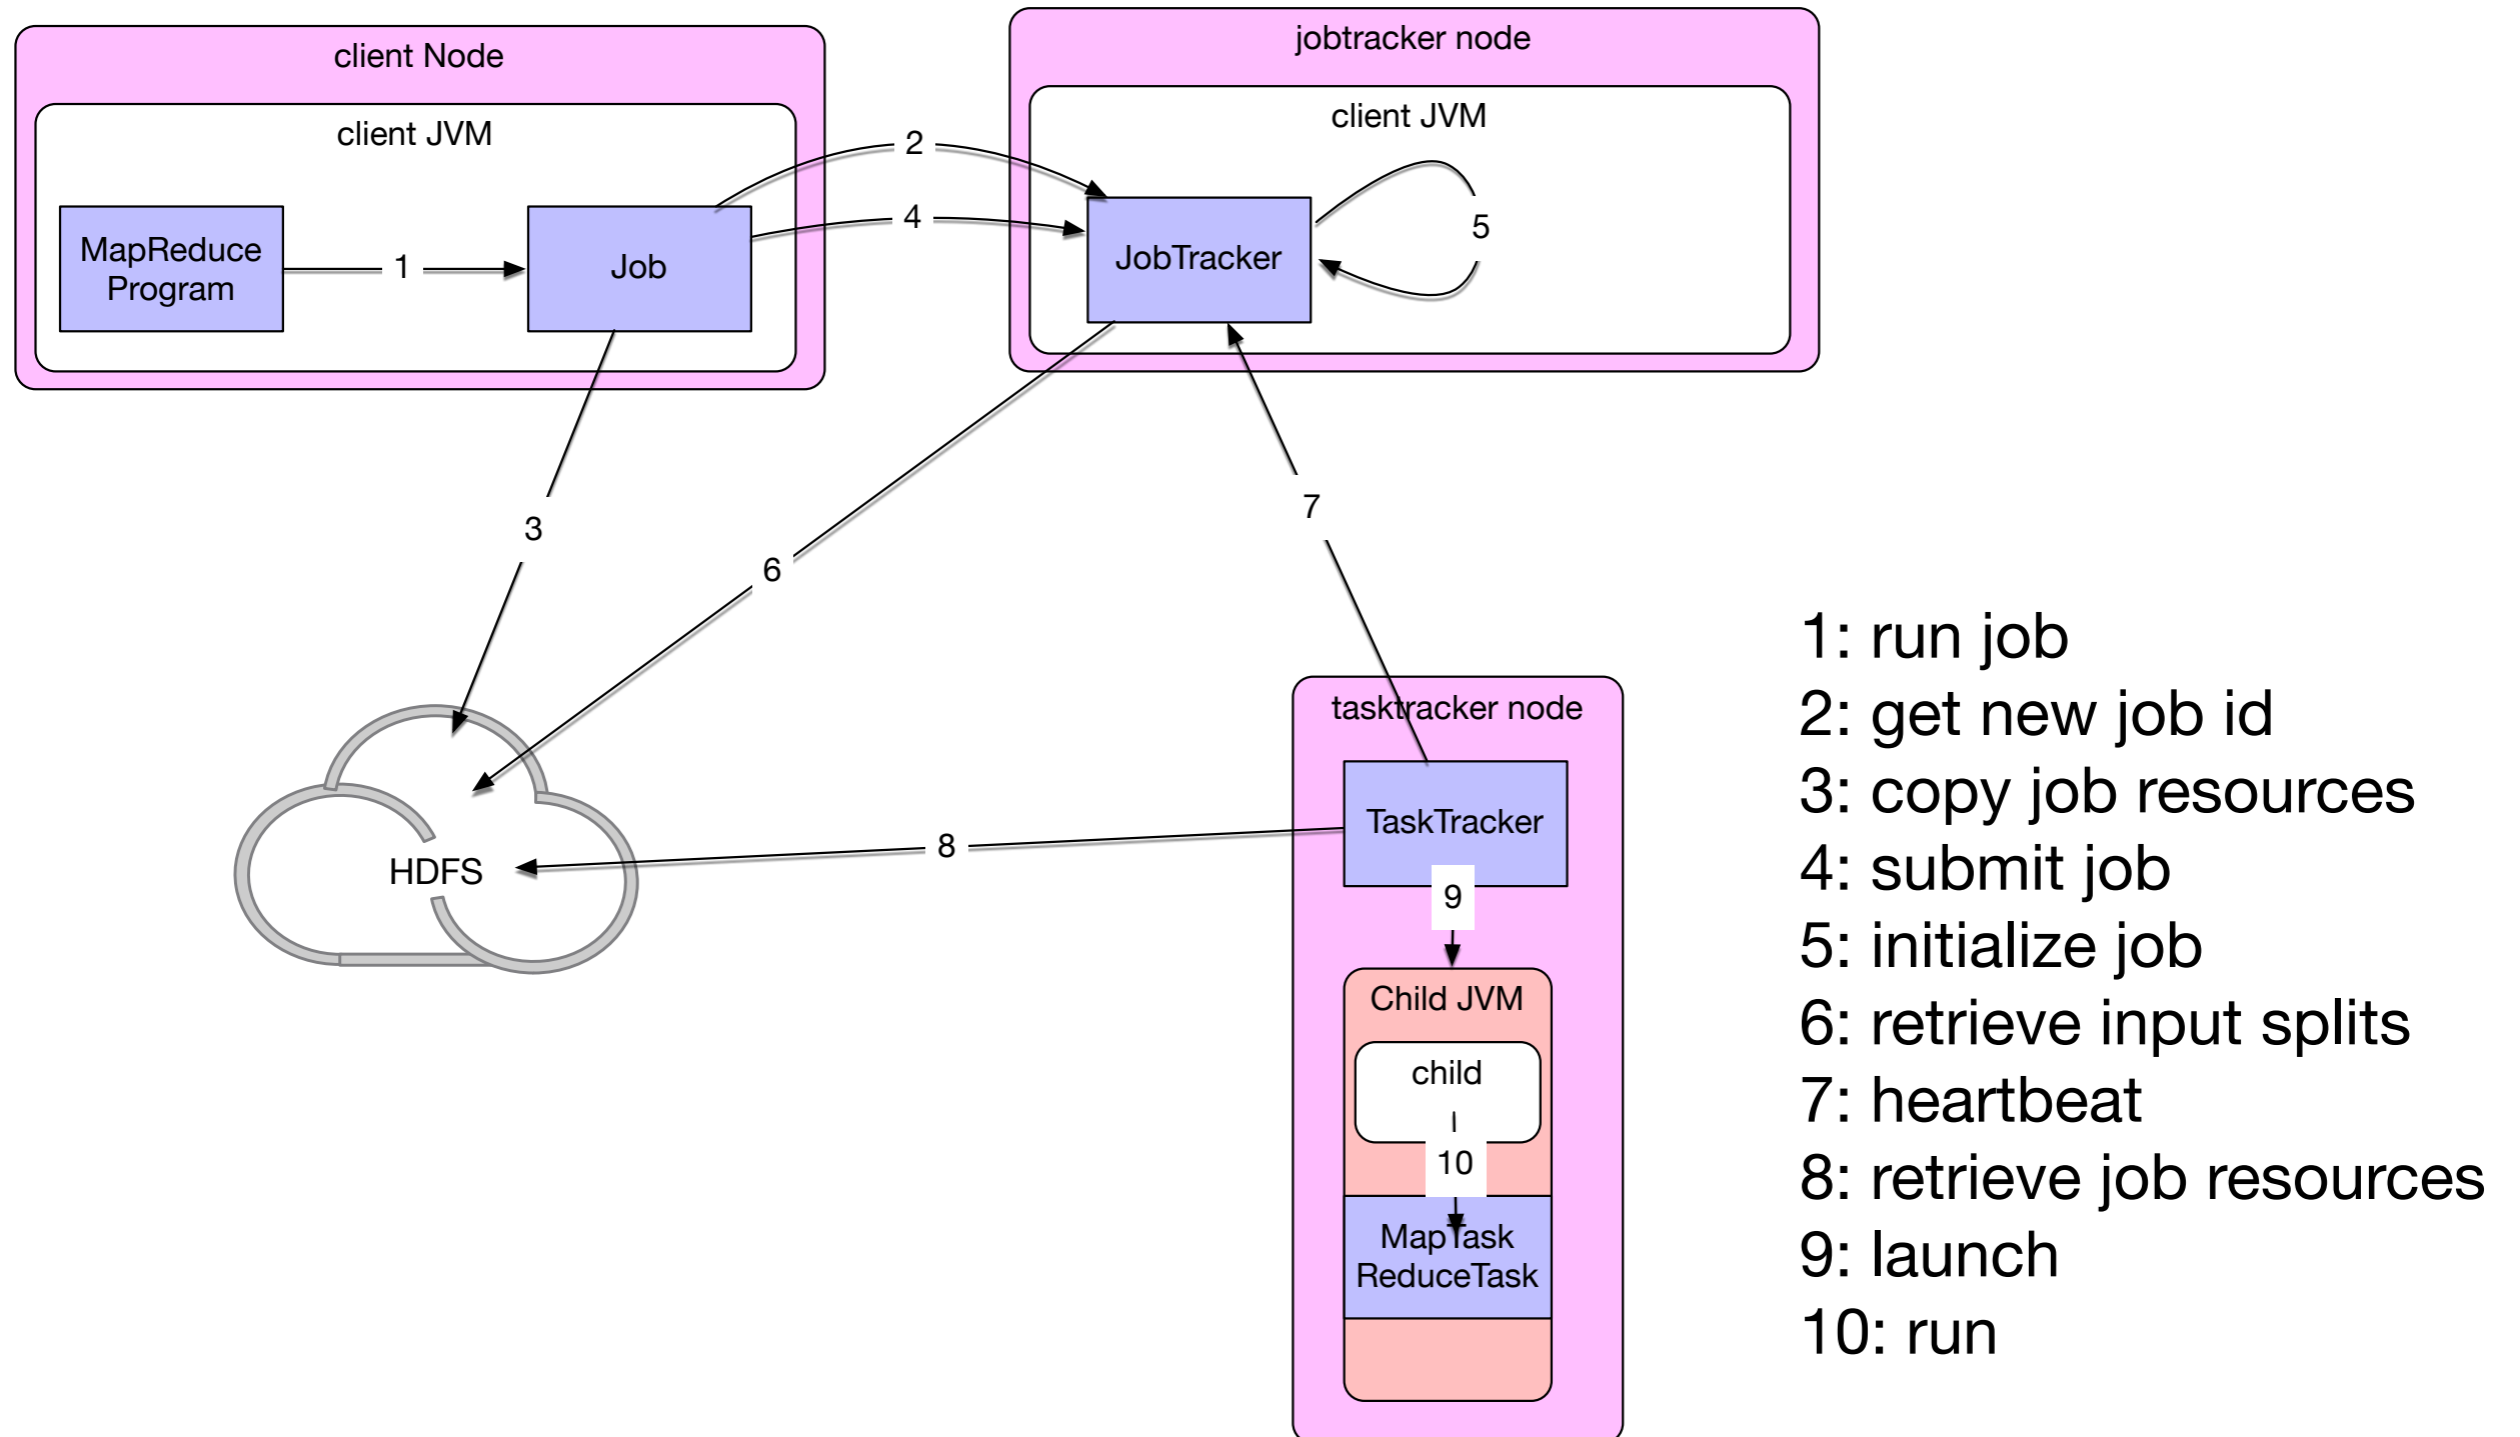 client Node
client JVM
MapReduce
Program
1
Job
2
4
jobtracker node
client JVM
JobTracker
5
3
6
7
HDFS
8
tasktracker node
TaskTracker
9
Child JVM
child
10
MapTask
ReduceTask
1: run job
2: get new job id
3: copy job resources
4: submit job
5: initialize job
6: retrieve input splits
7: heartbeat
8: retrieve job resources
9: launch
10: run